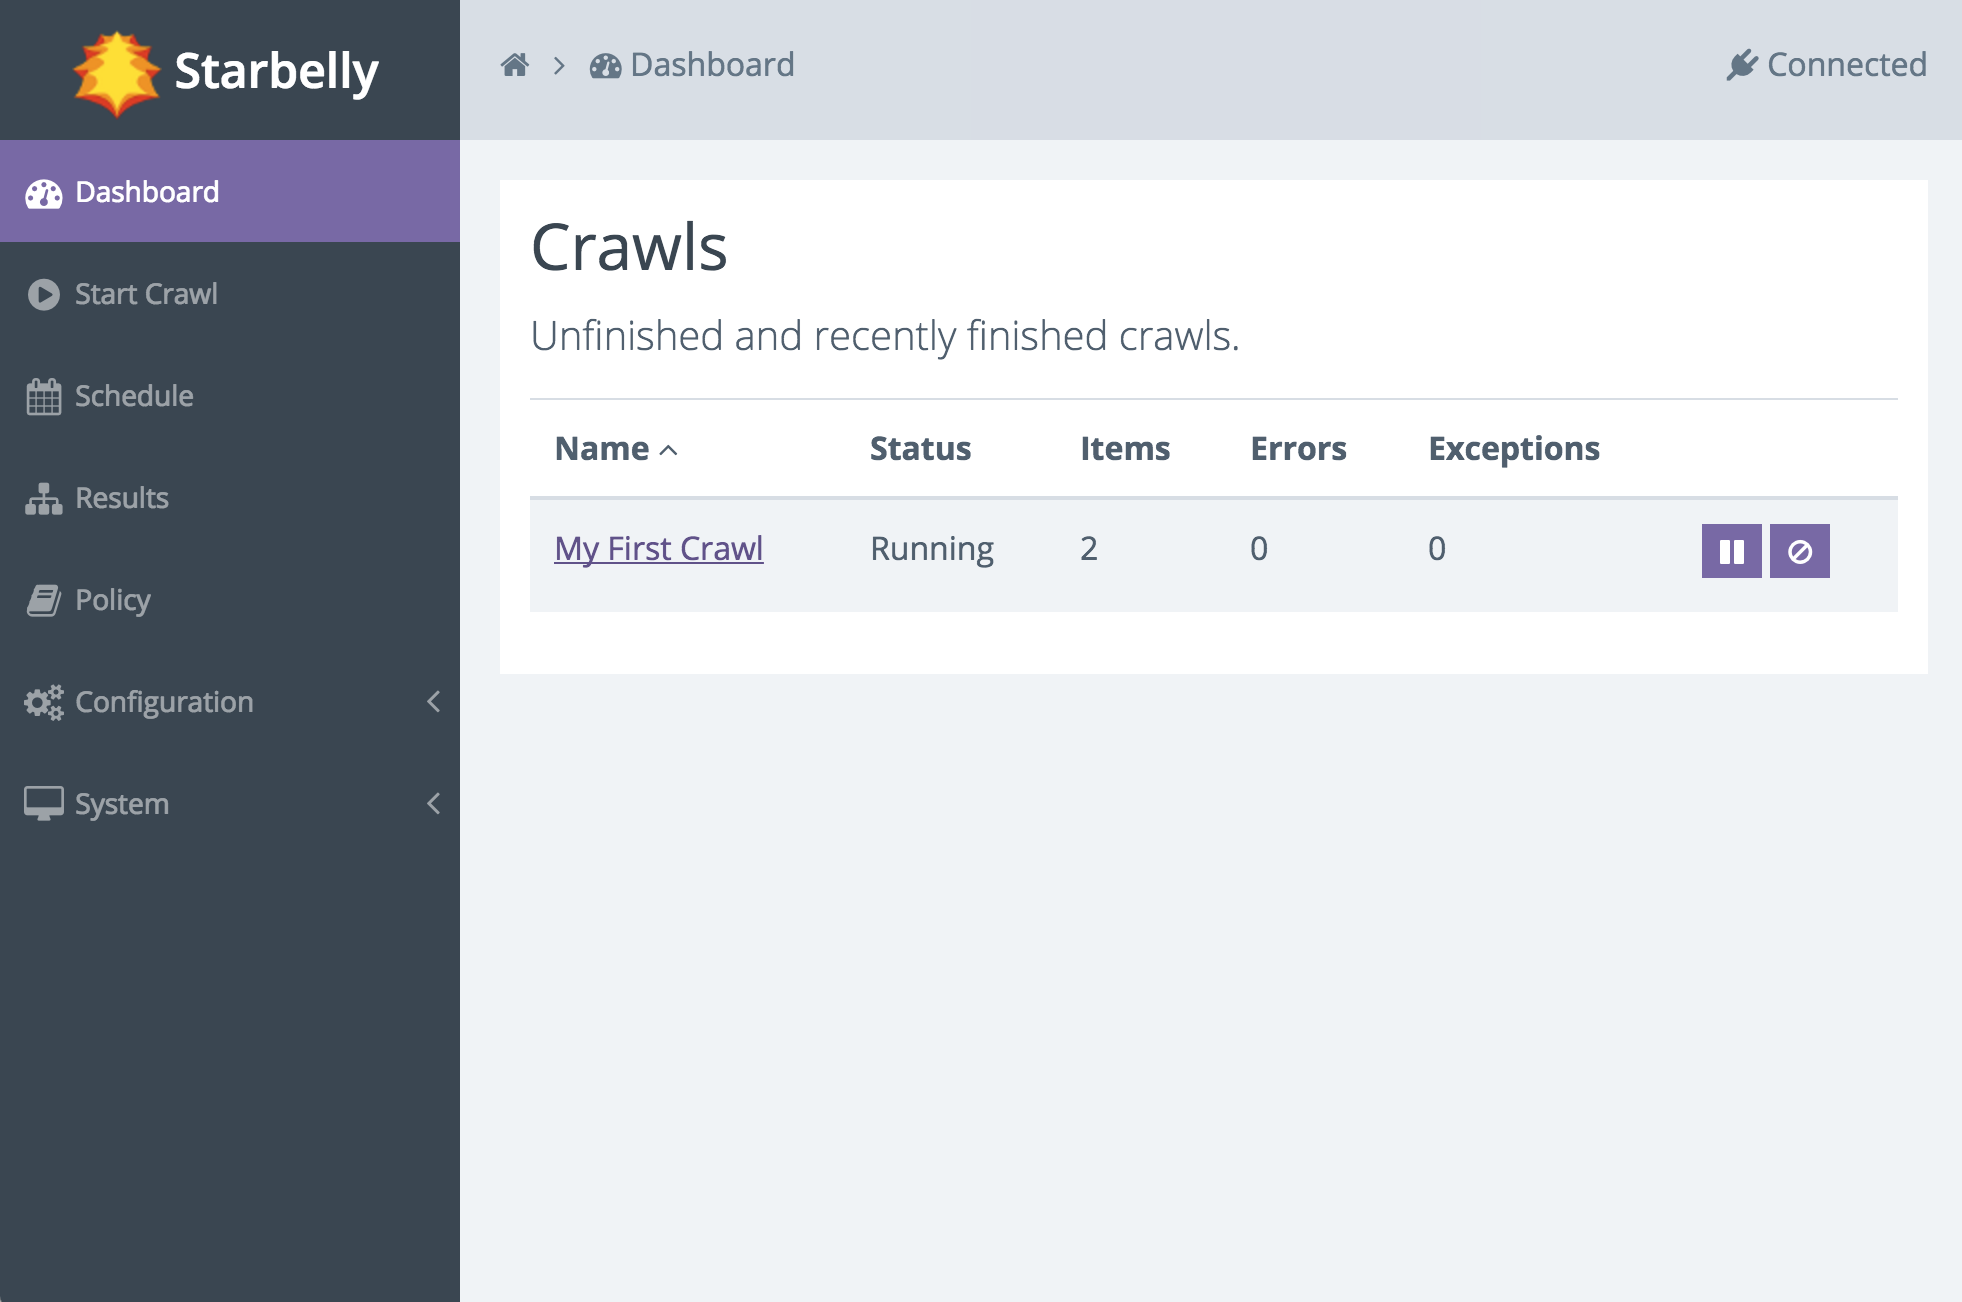 Starbelly
Dashboard
Connected
Dashboard
Start Crawl
Schedule
Results
Policy
Configuration
System
Crawls
Unfinished and recently finished crawls.
Name Status Items Errors Exceptions
My First Crawl Running 2 0 0